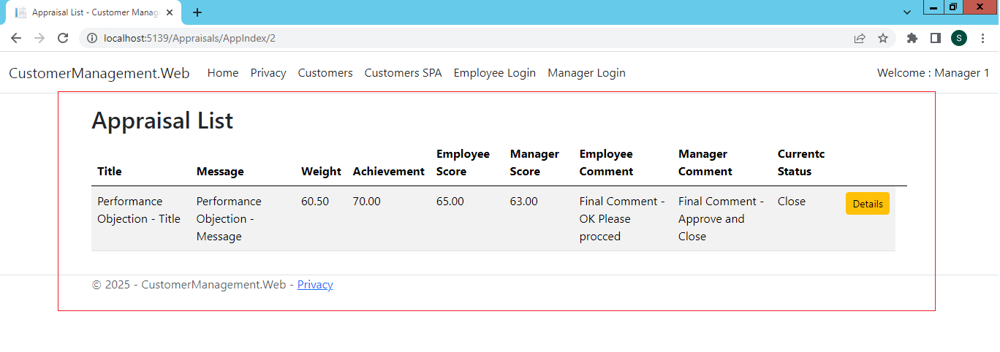 Appraisal List - Customer Manag
localhost:5139/Appraisals/AppIndex/2
S
CustomerManagement.Web Home Privacy Customers Customers SPA Employee Login Manager Login Welcome : Manager 1
Appraisal List
Employee Manager Employee Manager Currentc
Title Message Weight Achievement Score Score Comment Comment Status
Performance Performance 60.50 70.00 65.00 63.00 Final Comment - Final Comment - Close Details
Objection - Title Objection - OK Please Approve and
Message procced Close
© 2025 - CustomerManagement.Web - Privacy